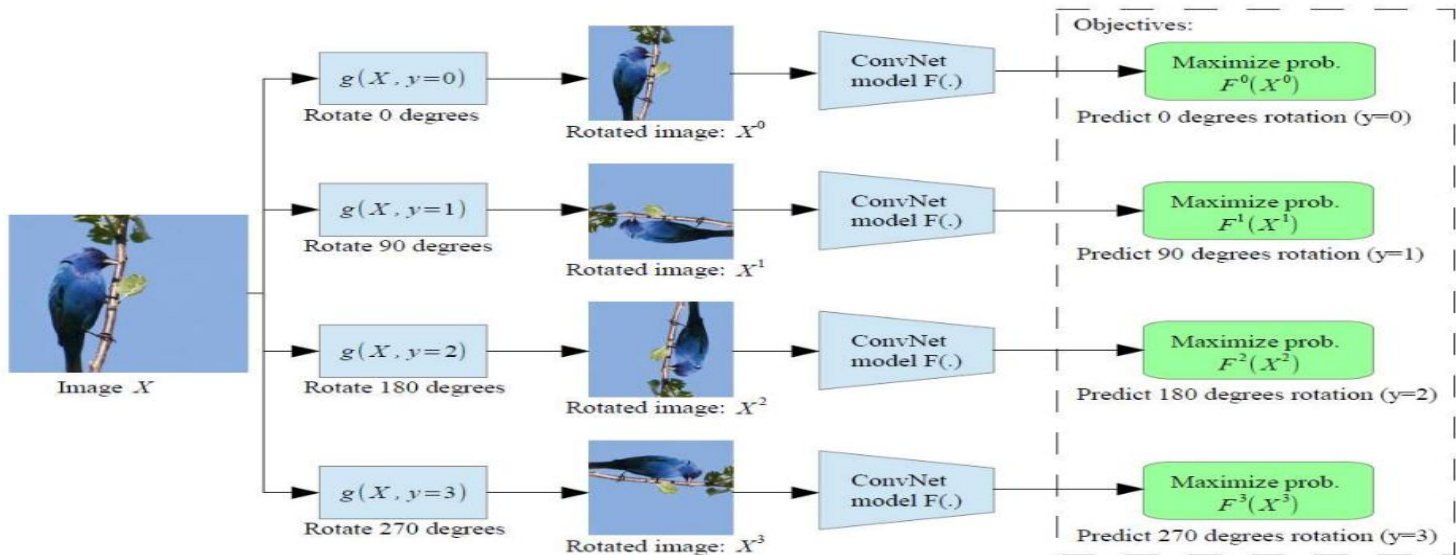 Objectives:
g(X, y=0)
Rotate 0 degrees
Rotated image: X⁰
ConvNet
model F(.)
Maximize prob.
F⁰(X⁰)
Predict 0 degrees rotation (y=0)
g(X, y=1)
Rotate 90 degrees
Rotated image: X¹
ConvNet
model F(.)
Maximize prob.
F¹(X¹)
Predict 90 degrees rotation (y=1)
Image X
g(X, y=2)
Rotate 180 degrees
Rotated image: X²
ConvNet
model F(.)
Maximize prob.
F²(X²)
Predict 180 degrees rotation (y=2)
g(X, y=3)
Rotate 270 degrees
Rotated image: X³
ConvNet
model F(.)
Maximize prob.
F³(X³)
Predict 270 degrees rotation (y=3)